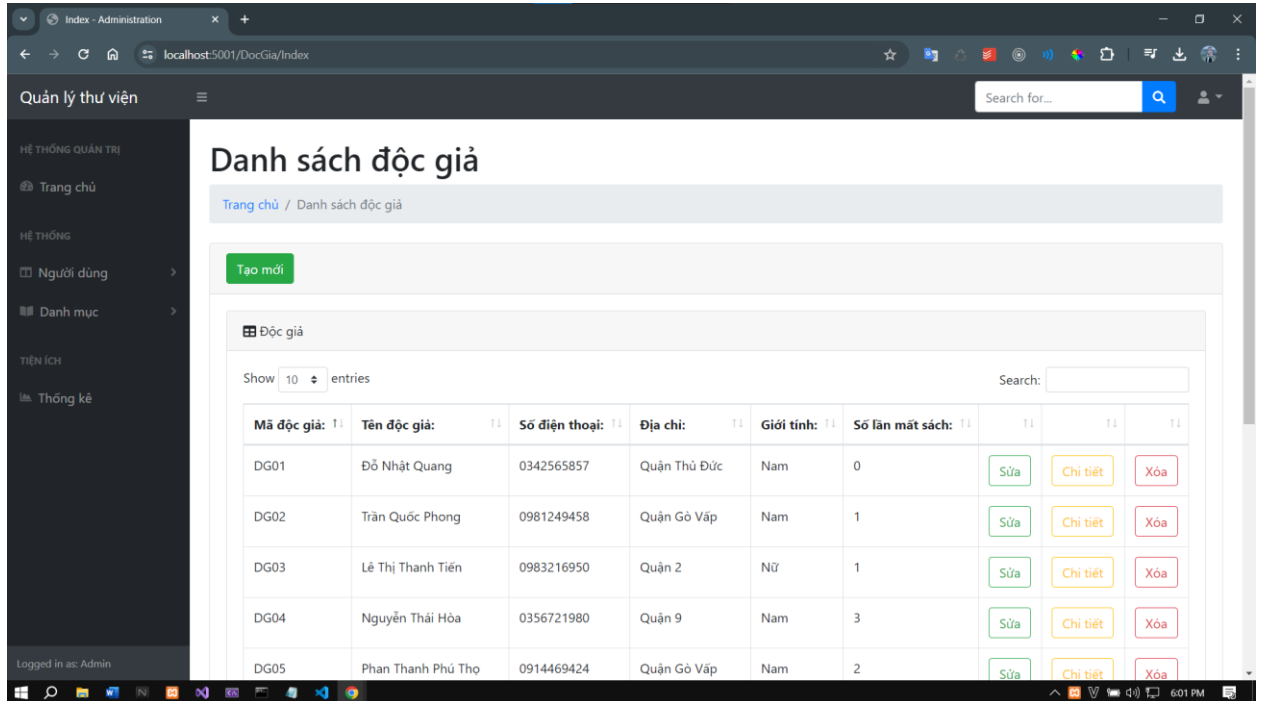 Index - Administration
localhost:5001/DocGia/Index
Quản lý thư viện
Search for...
HỆ THỐNG QUẢN TRỊ
Trang chủ
HỆ THỐNG
Người dùng
Danh mục
TIỆN ÍCH
Thống kê
Logged in as: Admin
Danh sách độc giả
Trang chủ / Danh sách độc giả
Tạo mới
Độc giả
Show 10 entries
Search:
Mã độc giả: Tên độc giả: Số điện thoại: Địa chỉ: Giới tính: Số lần mất sách:
DG01 Đỗ Nhật Quang 0342565857 Quận Thủ Đức Nam 0 Sửa Chi tiết Xóa
DG02 Trần Quốc Phong 0981249458 Quận Gò Vấp Nam 1 Sửa Chi tiết Xóa
DG03 Lê Thị Thanh Tiến 0983216950 Quận 2 Nữ 1 Sửa Chi tiết Xóa
DG04 Nguyễn Thái Hòa 0356721980 Quận 9 Nam 3 Sửa Chi tiết Xóa
DG05 Phan Thanh Phú Thọ 0914469424 Quận Gò Vấp Nam 2 Sửa Chi tiết Xóa
6:01 PM